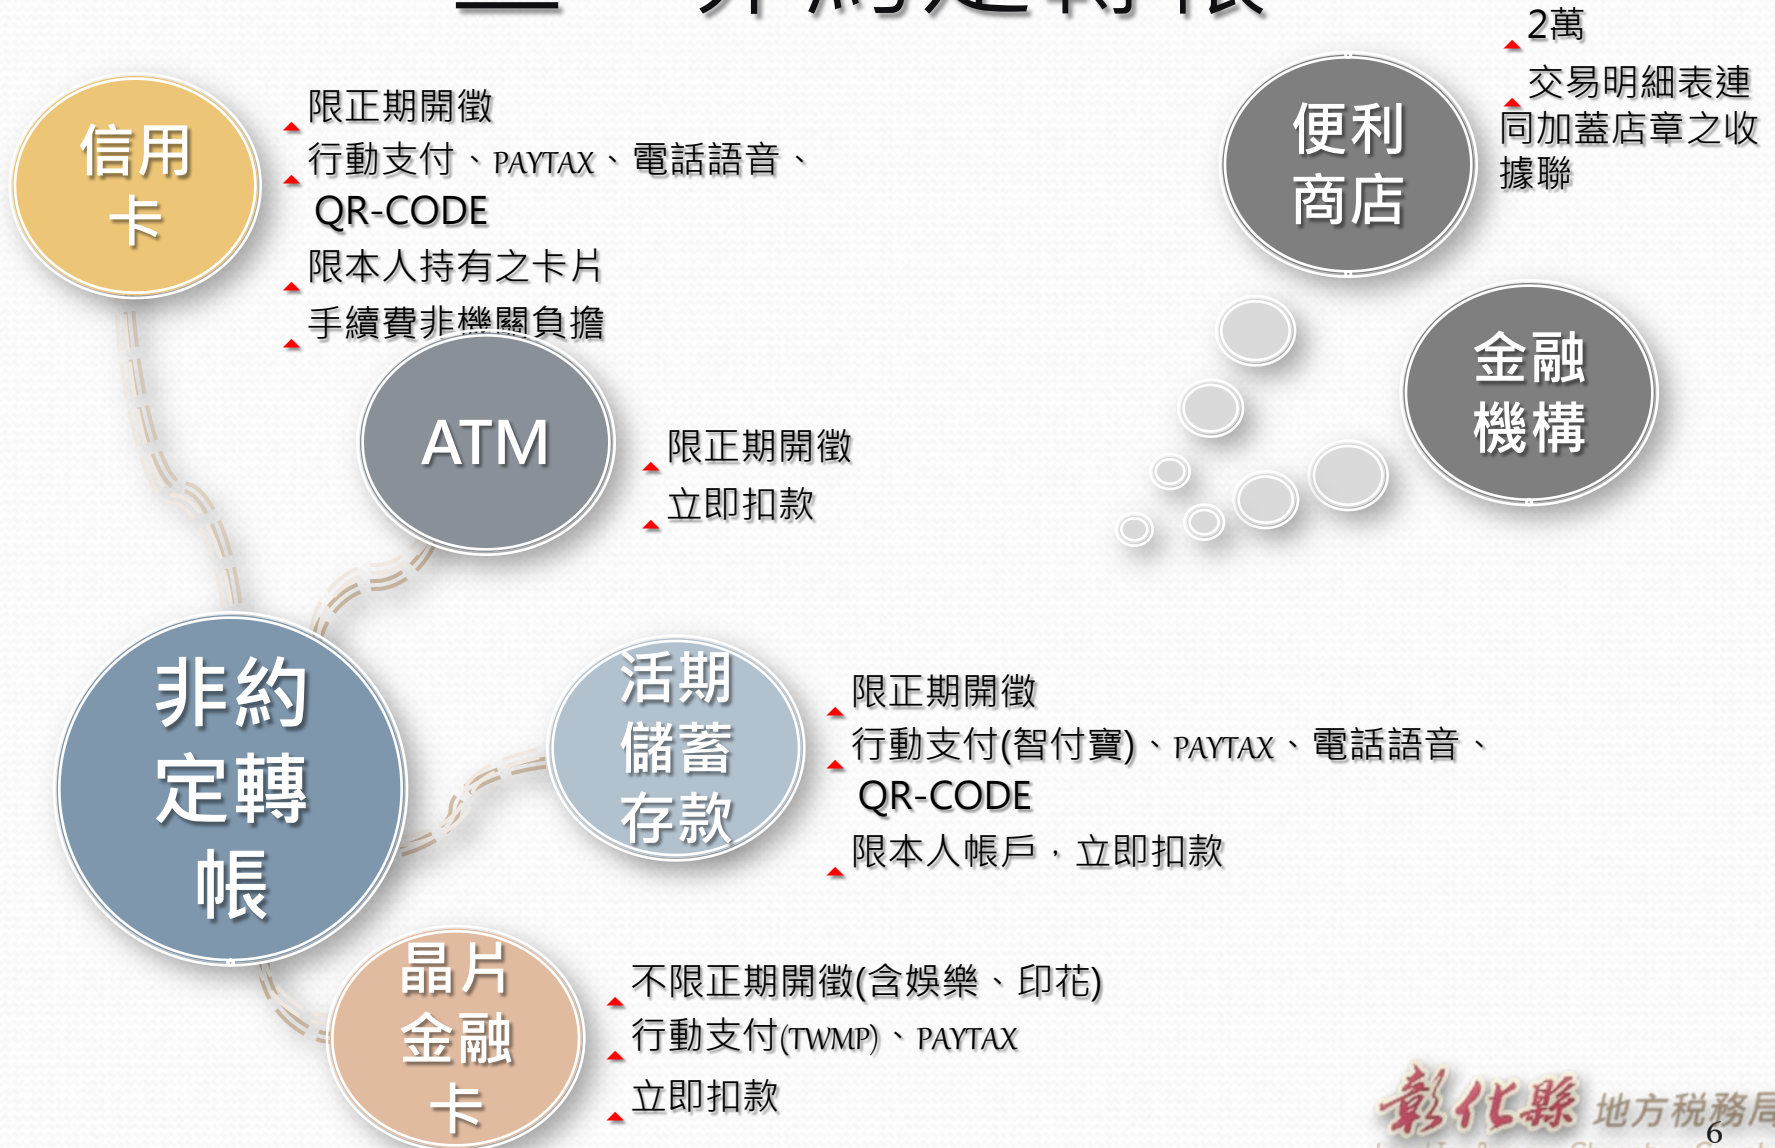 非約定轉帳
信用
卡
限正期開徵
行動支付、PAYTAX、電話語音、
QR-CODE
限本人持有之卡片
手續費非機關負擔
ATM
限正期開徵
立即扣款
非約
定轉
帳
活期
儲蓄
存款
限正期開徵
行動支付(智付寶)、PAYTAX、電話語音、
QR-CODE
限本人帳戶，立即扣款
晶片
金融
卡
不限正期開徵(含娛樂、印花)
行動支付(TWMP)、PAYTAX
立即扣款
便利
商店
2萬
交易明細表連
同加蓋店章之收
據聯
金融
機構
彰化縣 地方稅務局
6